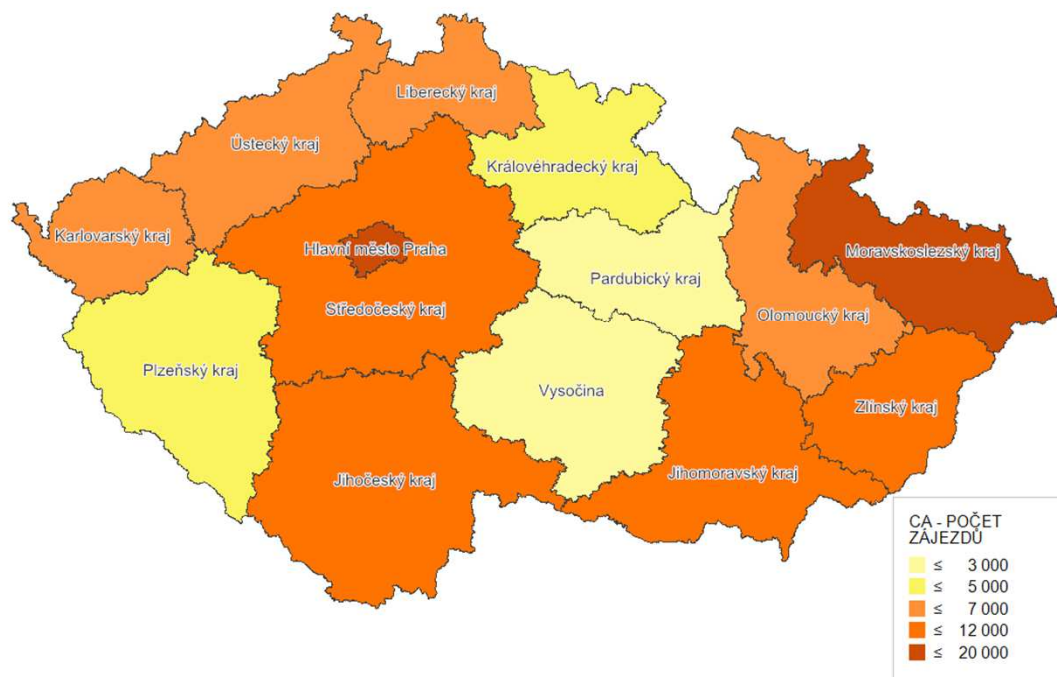 Liberecký kraj
Ústecký kraj
Královéhradecký kraj
Karlovarský kraj
Hlavní město Praha
Moravskoslezský kraj
Pardubický kraj
Středočeský kraj
Olomoucký kraj
Plzeňský kraj
Vysočina
Zlínský kraj
Jihomoravský kraj
Jihočeský kraj
CA - POČET
ZÁJEZDŮ
≤ 3 000
≤ 5 000
≤ 7 000
≤ 12 000
≤ 20 000